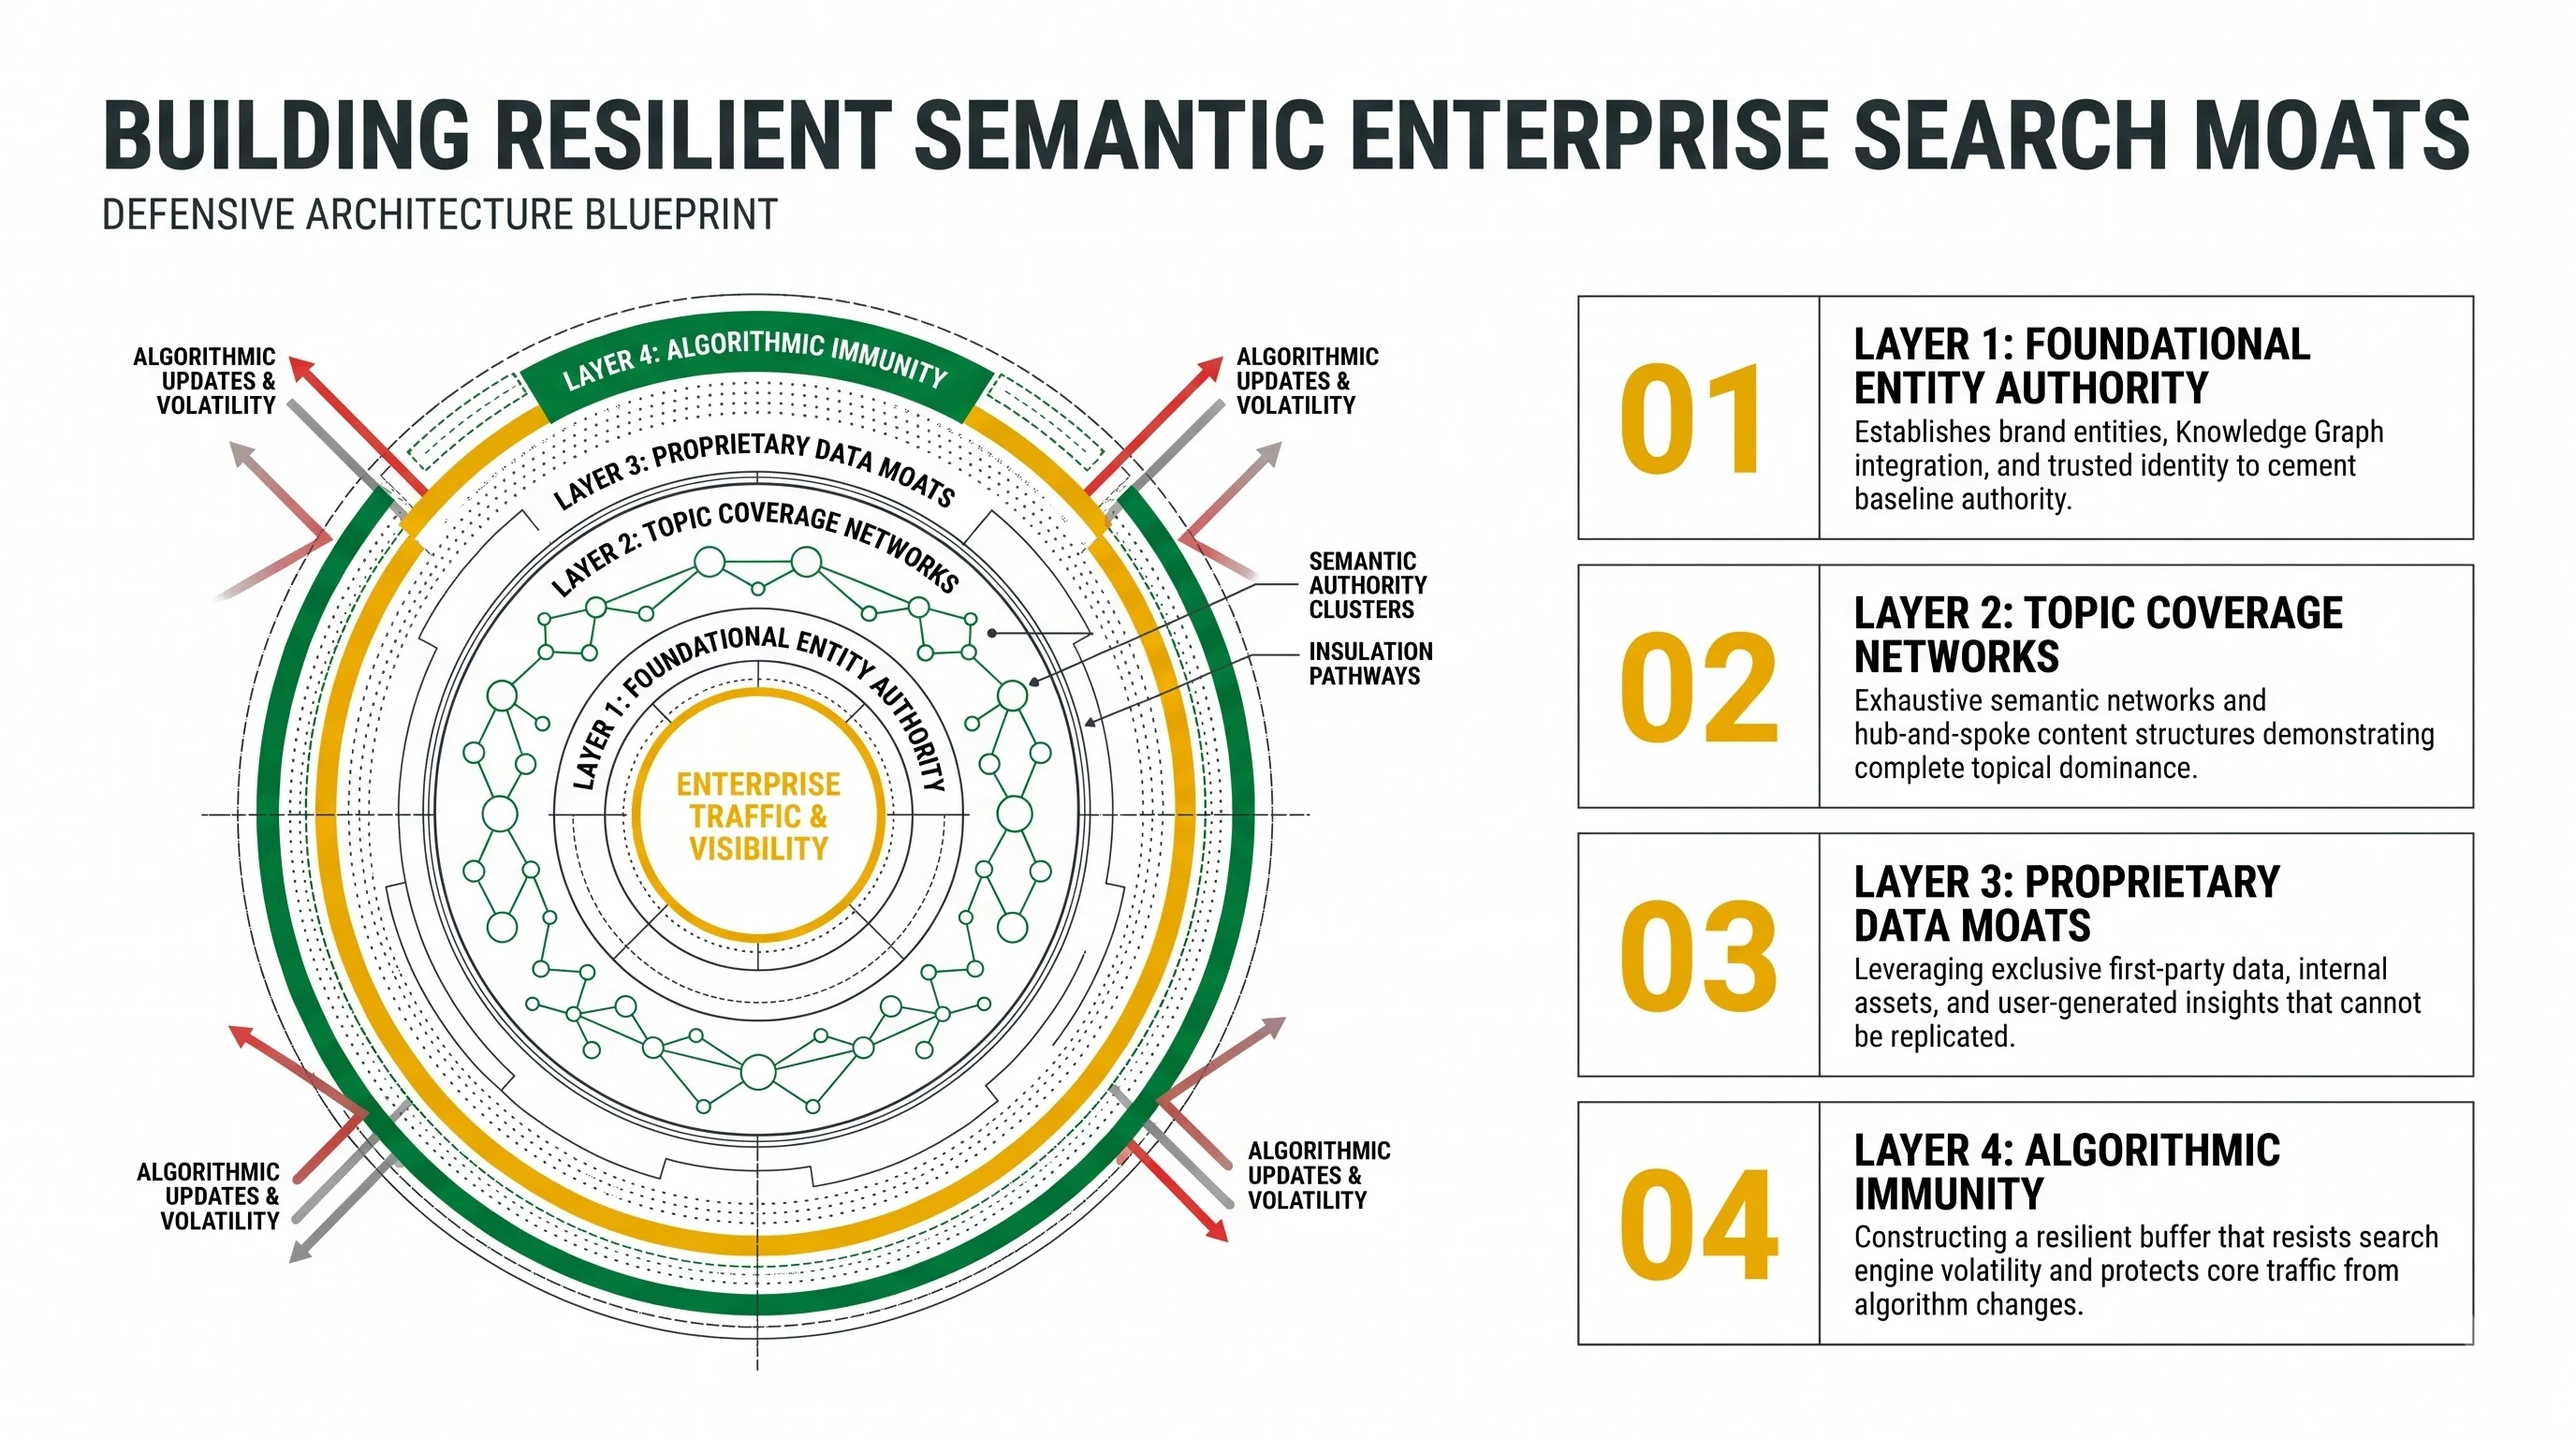 BUILDING RESILIENT SEMANTIC ENTERPRISE SEARCH MOATS
DEFENSIVE ARCHITECTURE BLUEPRINT
ALGORITHMIC
UPDATES &
VOLATILITY
LAYER 4: ALGORITHMIC IMMUNITY
ALGORITHMIC
UPDATES &
VOLATILITY
LAYER 3: PROPRIETARY DATA MOATS
LAYER 2: TOPIC COVERAGE NETWORKS
LAYER 1: FOUNDATIONAL ENTITY AUTHORITY
ENTERPRISE
TRAFFIC &
VISIBILITY
SEMANTIC
AUTHORITY
CLUSTERS
INSULATION
PATHWAYS
ALGORITHMIC
UPDATES &
VOLATILITY
ALGORITHMIC
UPDATES &
VOLATILITY
01
LAYER 1: FOUNDATIONAL
ENTITY AUTHORITY
Establishes brand entities, Knowledge Graph
integration, and trusted identity to cement
baseline authority.
02
LAYER 2: TOPIC COVERAGE
NETWORKS
Exhaustive semantic networks and
hub-and-spoke content structures demonstrating
complete topical dominance.
03
LAYER 3: PROPRIETARY
DATA MOATS
Leveraging exclusive first-party data, internal
assets, and user-generated insights that cannot
be replicated.
04
LAYER 4: ALGORITHMIC
IMMUNITY
Constructing a resilient buffer that resists search
engine volatility and protects core traffic from
algorithm changes.